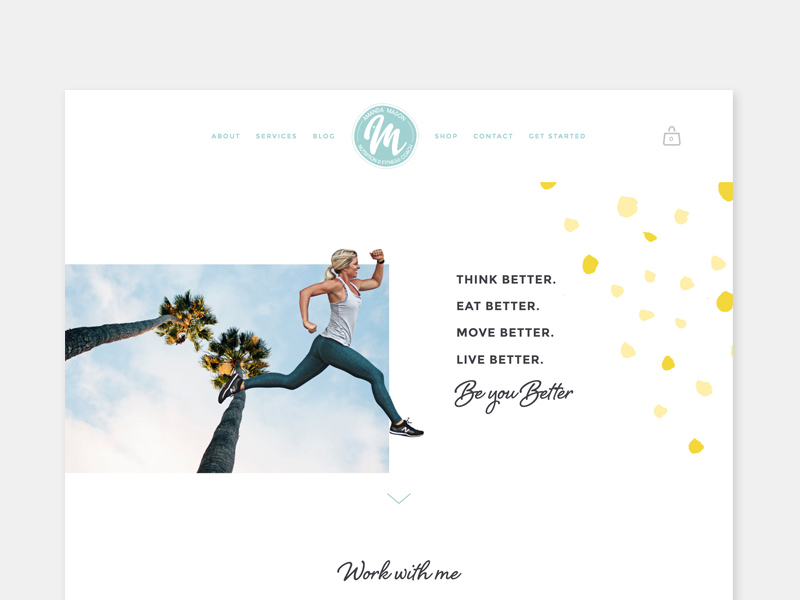 ABOUT SERVICES BLOG
AMANDA MASON
M
NUTRITION & FITNESS COACH
SHOP CONTACT GET STARTED
0
THINK BETTER.
EAT BETTER.
MOVE BETTER.
LIVE BETTER.
Be you Better
Work with me